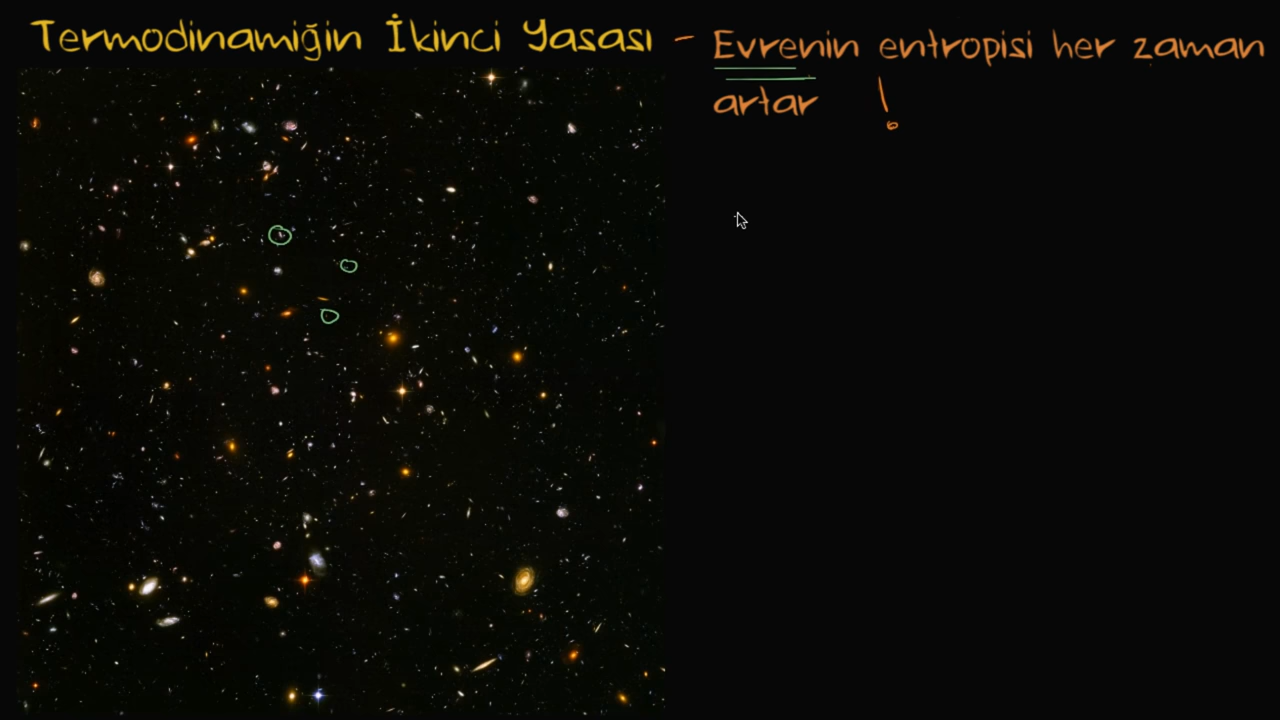 Termodinamiğin İkinci Yasası - Evrenin entropisi her zaman
artar !